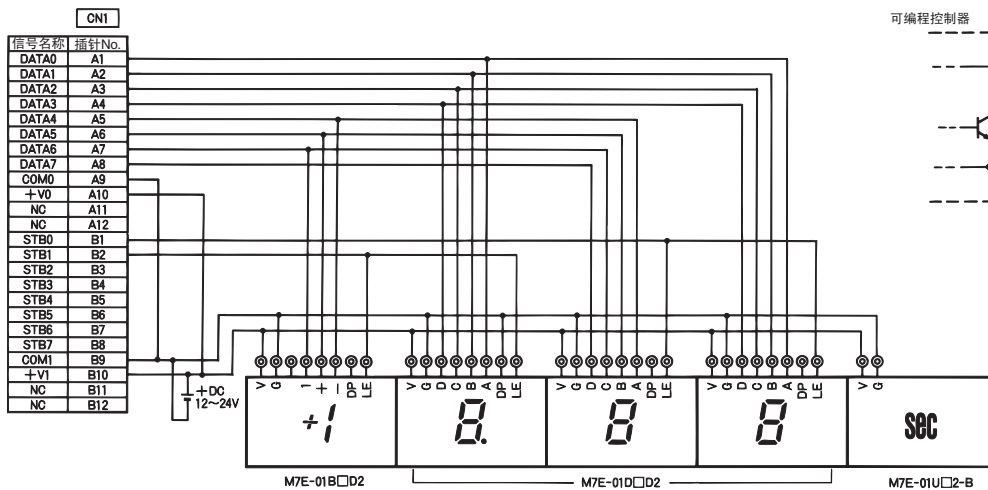 CN1
可编程控制器
信号名称 插针No.
DATA0 A1
DATA1 A2
DATA2 A3
DATA3 A4
DATA4 A5
DATA5 A6
DATA6 A7
DATA7 A8
COM0 A9
+V0 A10
NC A11
NC A12
STB0 B1
STB1 B2
STB2 B3
STB3 B4
STB4 B5
STB5 B6
STB6 B7
STB7 B8
COM1 B9
+V1 B10
NC B11
NC B12
+DC
12～24V
V G 1 + − DP LE
V G D C B A DP LE
V G D C B A DP LE
V G D C B A DP LE
V G
+1 8. 8 8 sec
M7E-01B□D2 M7E-01D□D2 M7E-01U□2-B